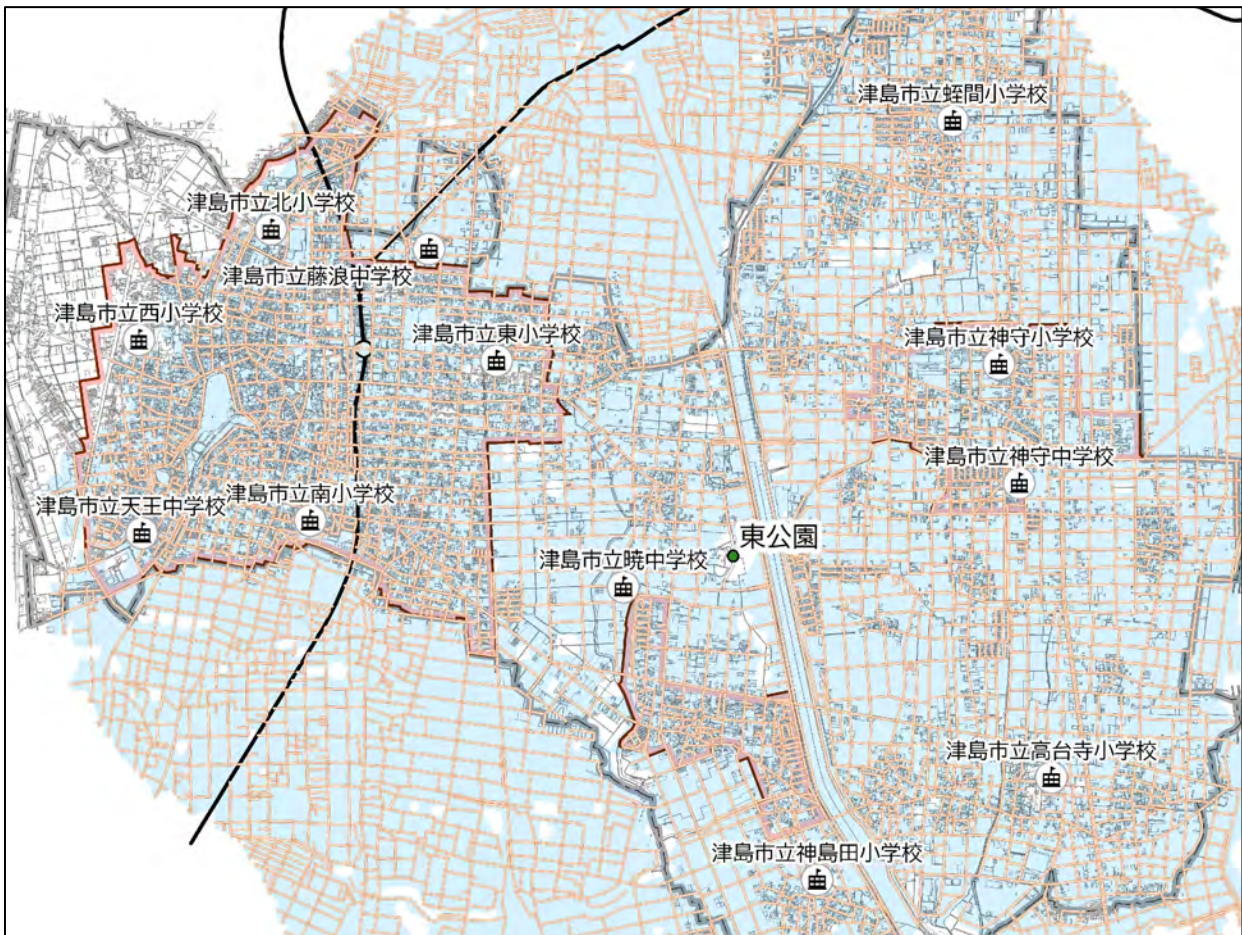 津島市立蛭間小学校
津島市立北小学校
津島市立藤浪中学校
津島市立西小学校
津島市立東小学校
津島市立神守小学校
津島市立神守中学校
津島市立天王中学校
津島市立南小学校
東公園
津島市立暁中学校
津島市立高台寺小学校
津島市立神島田小学校